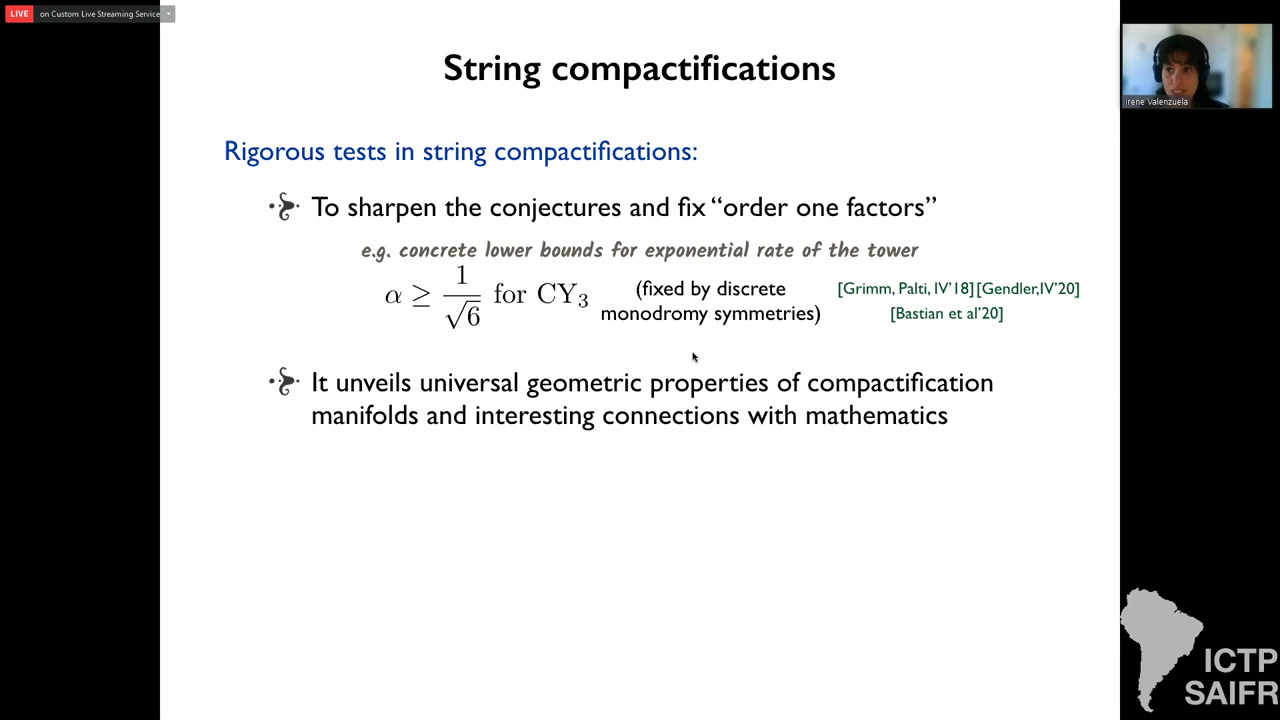 LIVE on Custom Live Streaming Service
String compactifications
Irene Valenzuela
Rigorous tests in string compactifications:
To sharpen the conjectures and fix “order one factors”
e.g. concrete lower bounds for exponential rate of the tower
α ≥ 1/√6 for CY₃ (fixed by discrete monodromy symmetries) [Grimm, Palti, IV'18][Gendler,IV'20]
[Bastian et al'20]
It unveils universal geometric properties of compactification
manifolds and interesting connections with mathematics
ICTP
SAIFR